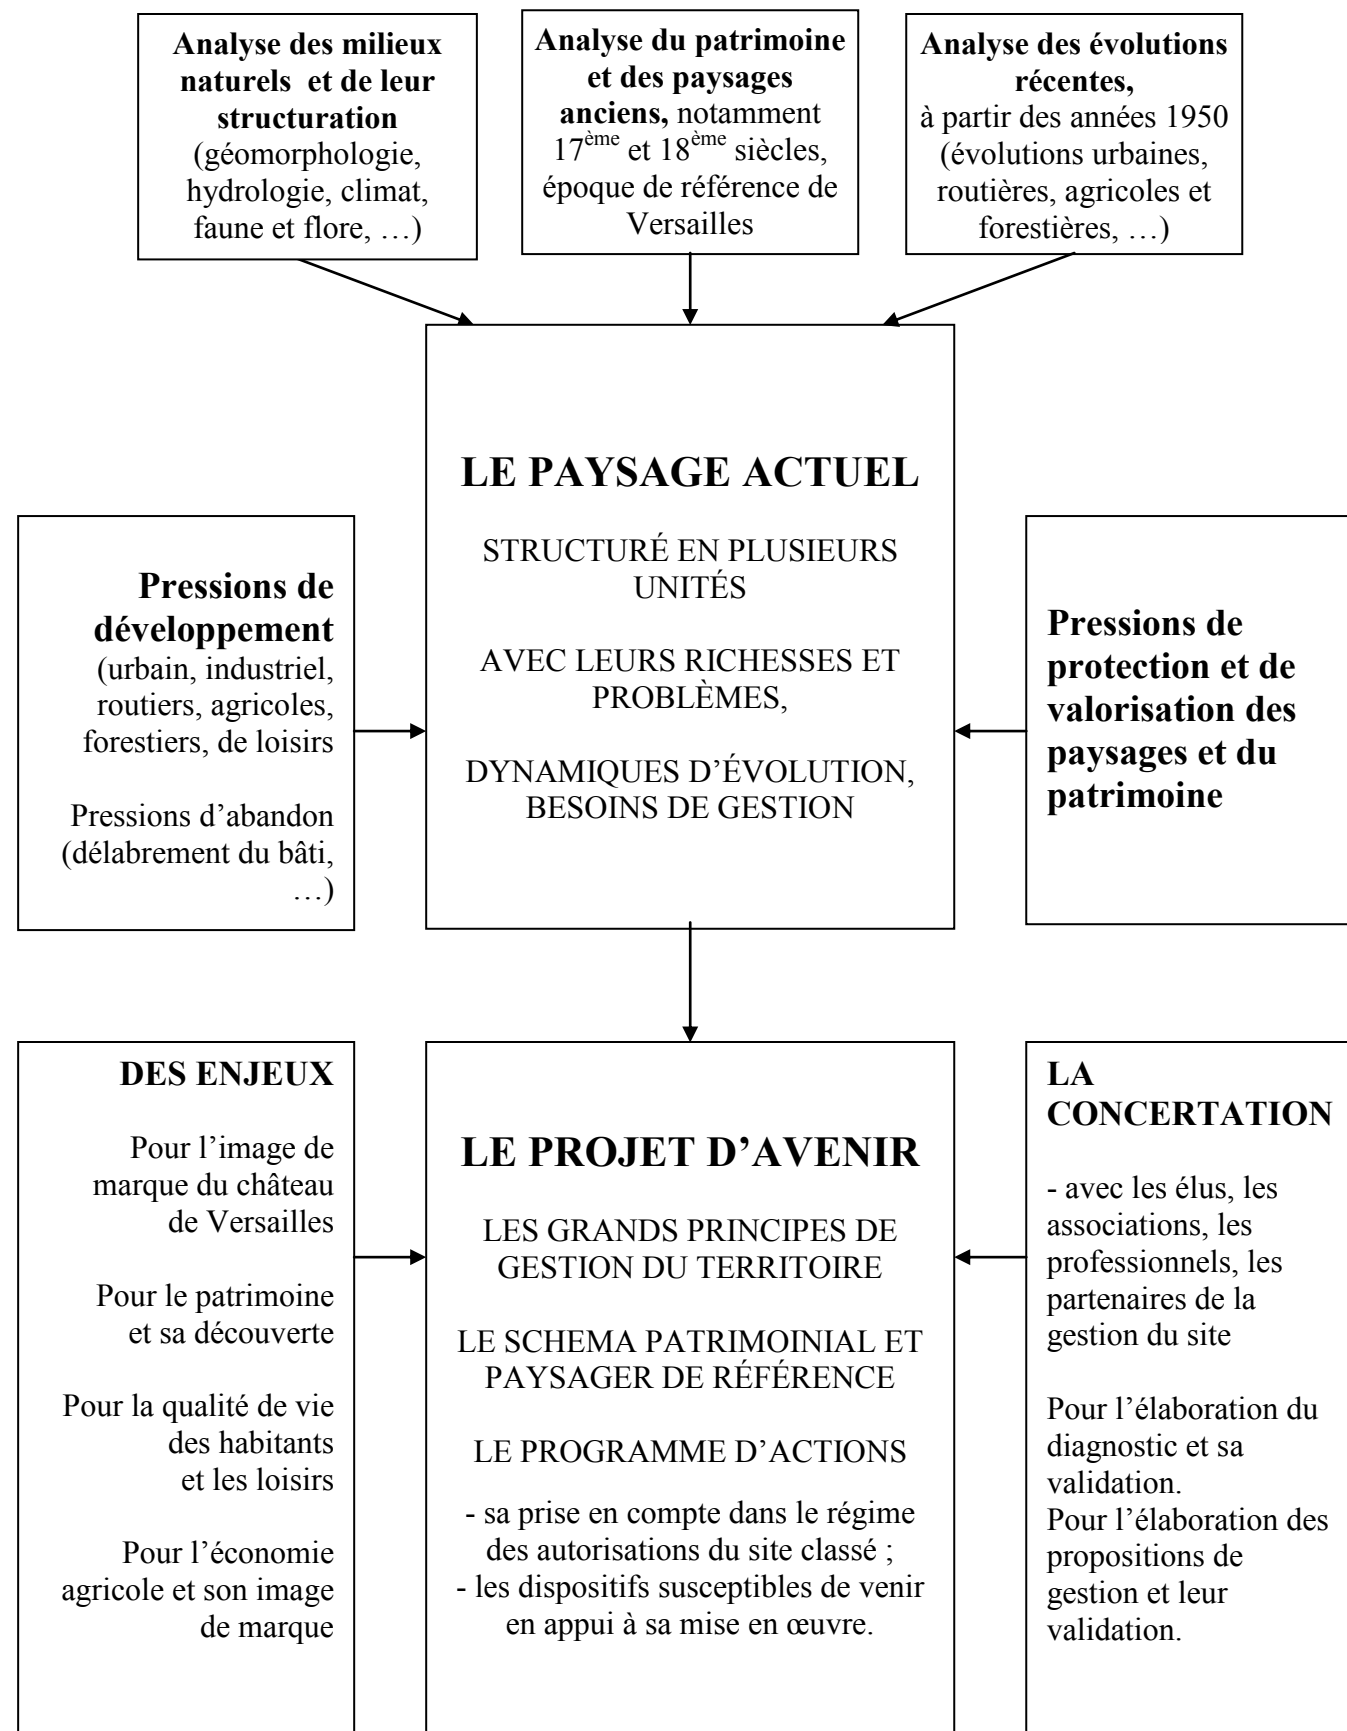 Analyse des milieux
naturels et de leur
structuration
(géomorphologie,
hydrologie, climat,
faune et flore, …)
Analyse du patrimoine
et des paysages
anciens, notamment
17ème et 18ème siècles,
époque de référence de
Versailles
Analyse des évolutions
récentes,
à partir des années 1950
(évolutions urbaines,
routières, agricoles et
forestières, …)
LE PAYSAGE ACTUEL
STRUCTURÉ EN PLUSIEURS
UNITÉS
AVEC LEURS RICHESSES ET
PROBLÈMES,
DYNAMIQUES D’ÉVOLUTION,
BESOINS DE GESTION
Pressions de
développement
(urbain, industriel,
routiers, agricoles,
forestiers, de loisirs
Pressions d’abandon
(délabrement du bâti,
…)
Pressions de
protection et de
valorisation des
paysages et du
patrimoine
DES ENJEUX
Pour l’image de
marque du château
de Versailles
Pour le patrimoine
et sa découverte
Pour la qualité de vie
des habitants
et les loisirs
Pour l’économie
agricole et son image
de marque
LE PROJET D’AVENIR
LES GRANDS PRINCIPES DE
GESTION DU TERRITOIRE
LE SCHEMA PATRIMOINIAL ET
PAYSAGER DE RÉFÉRENCE
LE PROGRAMME D’ACTIONS
- sa prise en compte dans le régime
des autorisations du site classé ;
- les dispositifs susceptibles de venir
en appui à sa mise en œuvre.
LA
CONCERTATION
- avec les élus, les
associations, les
professionnels, les
partenaires de la
gestion du site
Pour l’élaboration du
diagnostic et sa
validation.
Pour l’élaboration des
propositions de
gestion et leur
validation.